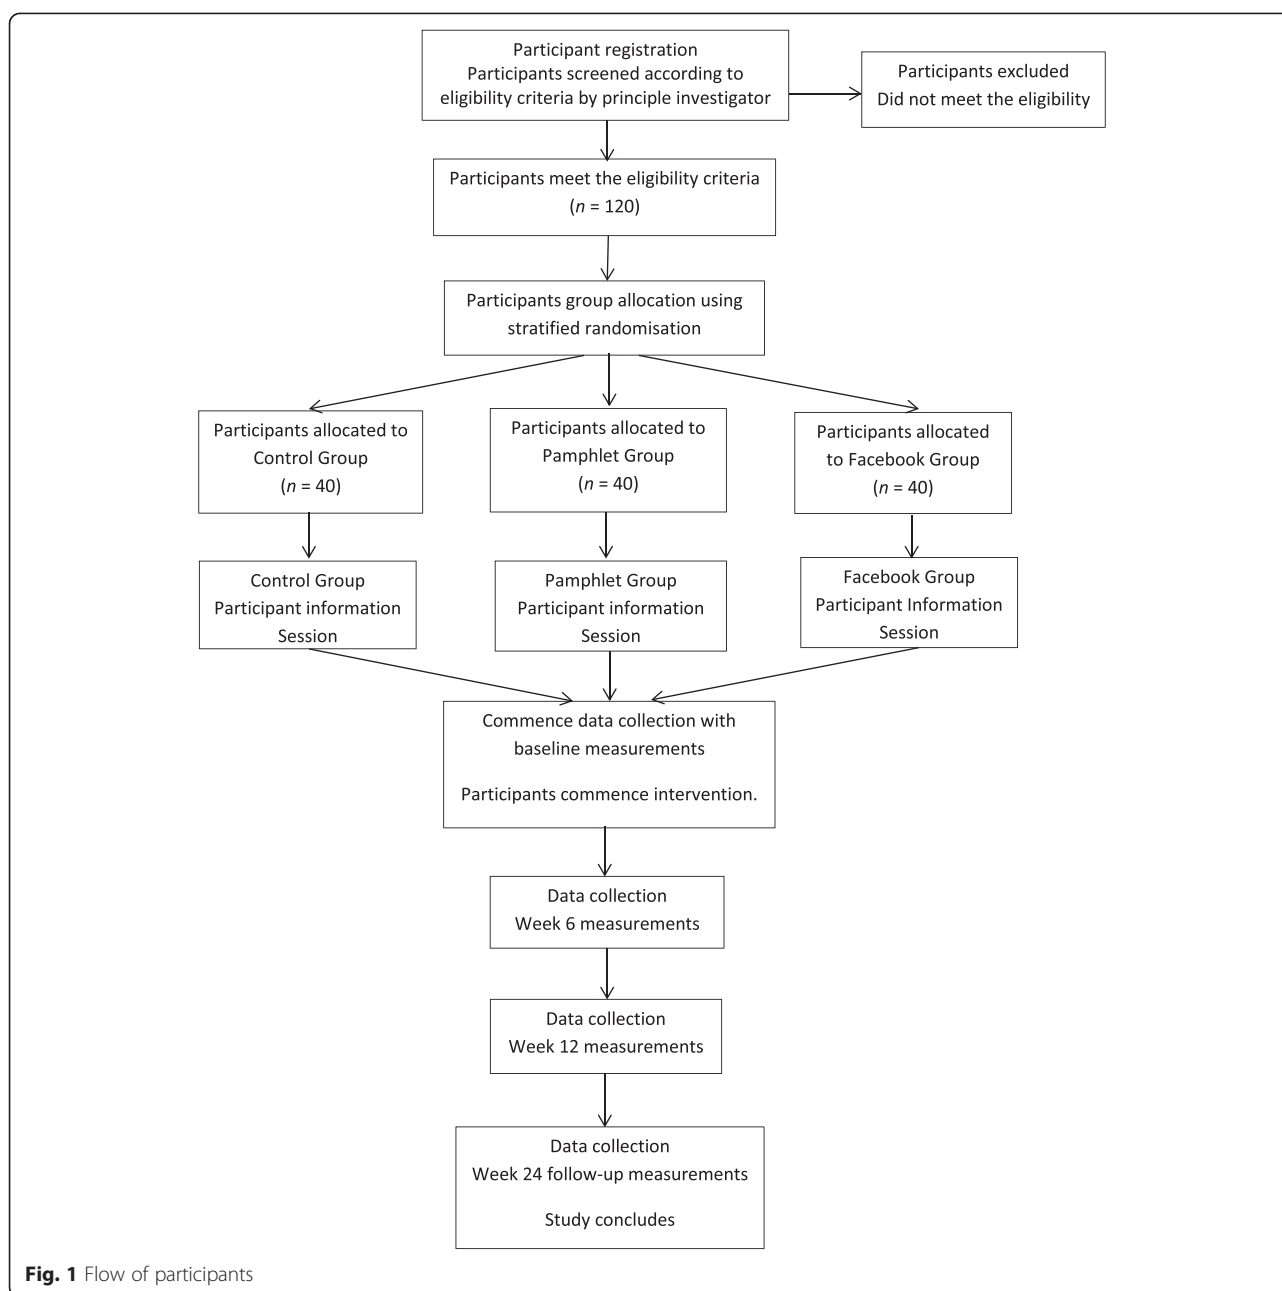 Participant registration
Participants screened according to
eligibility criteria by principle investigator
Participants excluded
Did not meet the eligibility
Participants meet the eligibility criteria
(n = 120)
Participants group allocation using
stratified randomisation
Participants allocated to
Control Group
(n = 40)
Participants allocated to
Pamphlet Group
(n = 40)
Participants allocated
to Facebook Group
(n = 40)
Control Group
Participant information
Session
Pamphlet Group
Participant information
Session
Facebook Group
Participant Information
Session
Commence data collection with
baseline measurements
Participants commence intervention.
Data collection
Week 6 measurements
Data collection
Week 12 measurements
Data collection
Week 24 follow-up measurements
Study concludes
Fig. 1 Flow of participants